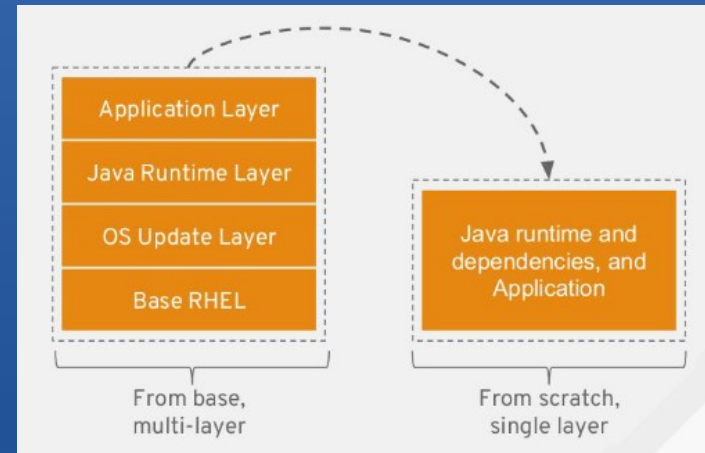 Application Layer
Java Runtime Layer
OS Update Layer
Base RHEL
From base,
multi-layer
Java runtime and
dependencies, and
Application
From scratch,
single layer